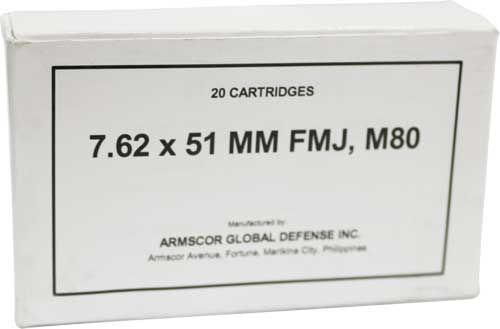 20 CARTRIDGES
7.62 x 51 MM FMJ, M80
Manufactured by
ARMSCOR GLOBAL DEFENSE INC.
Armscor Avenue, Fortune, Marikina City, Philippines